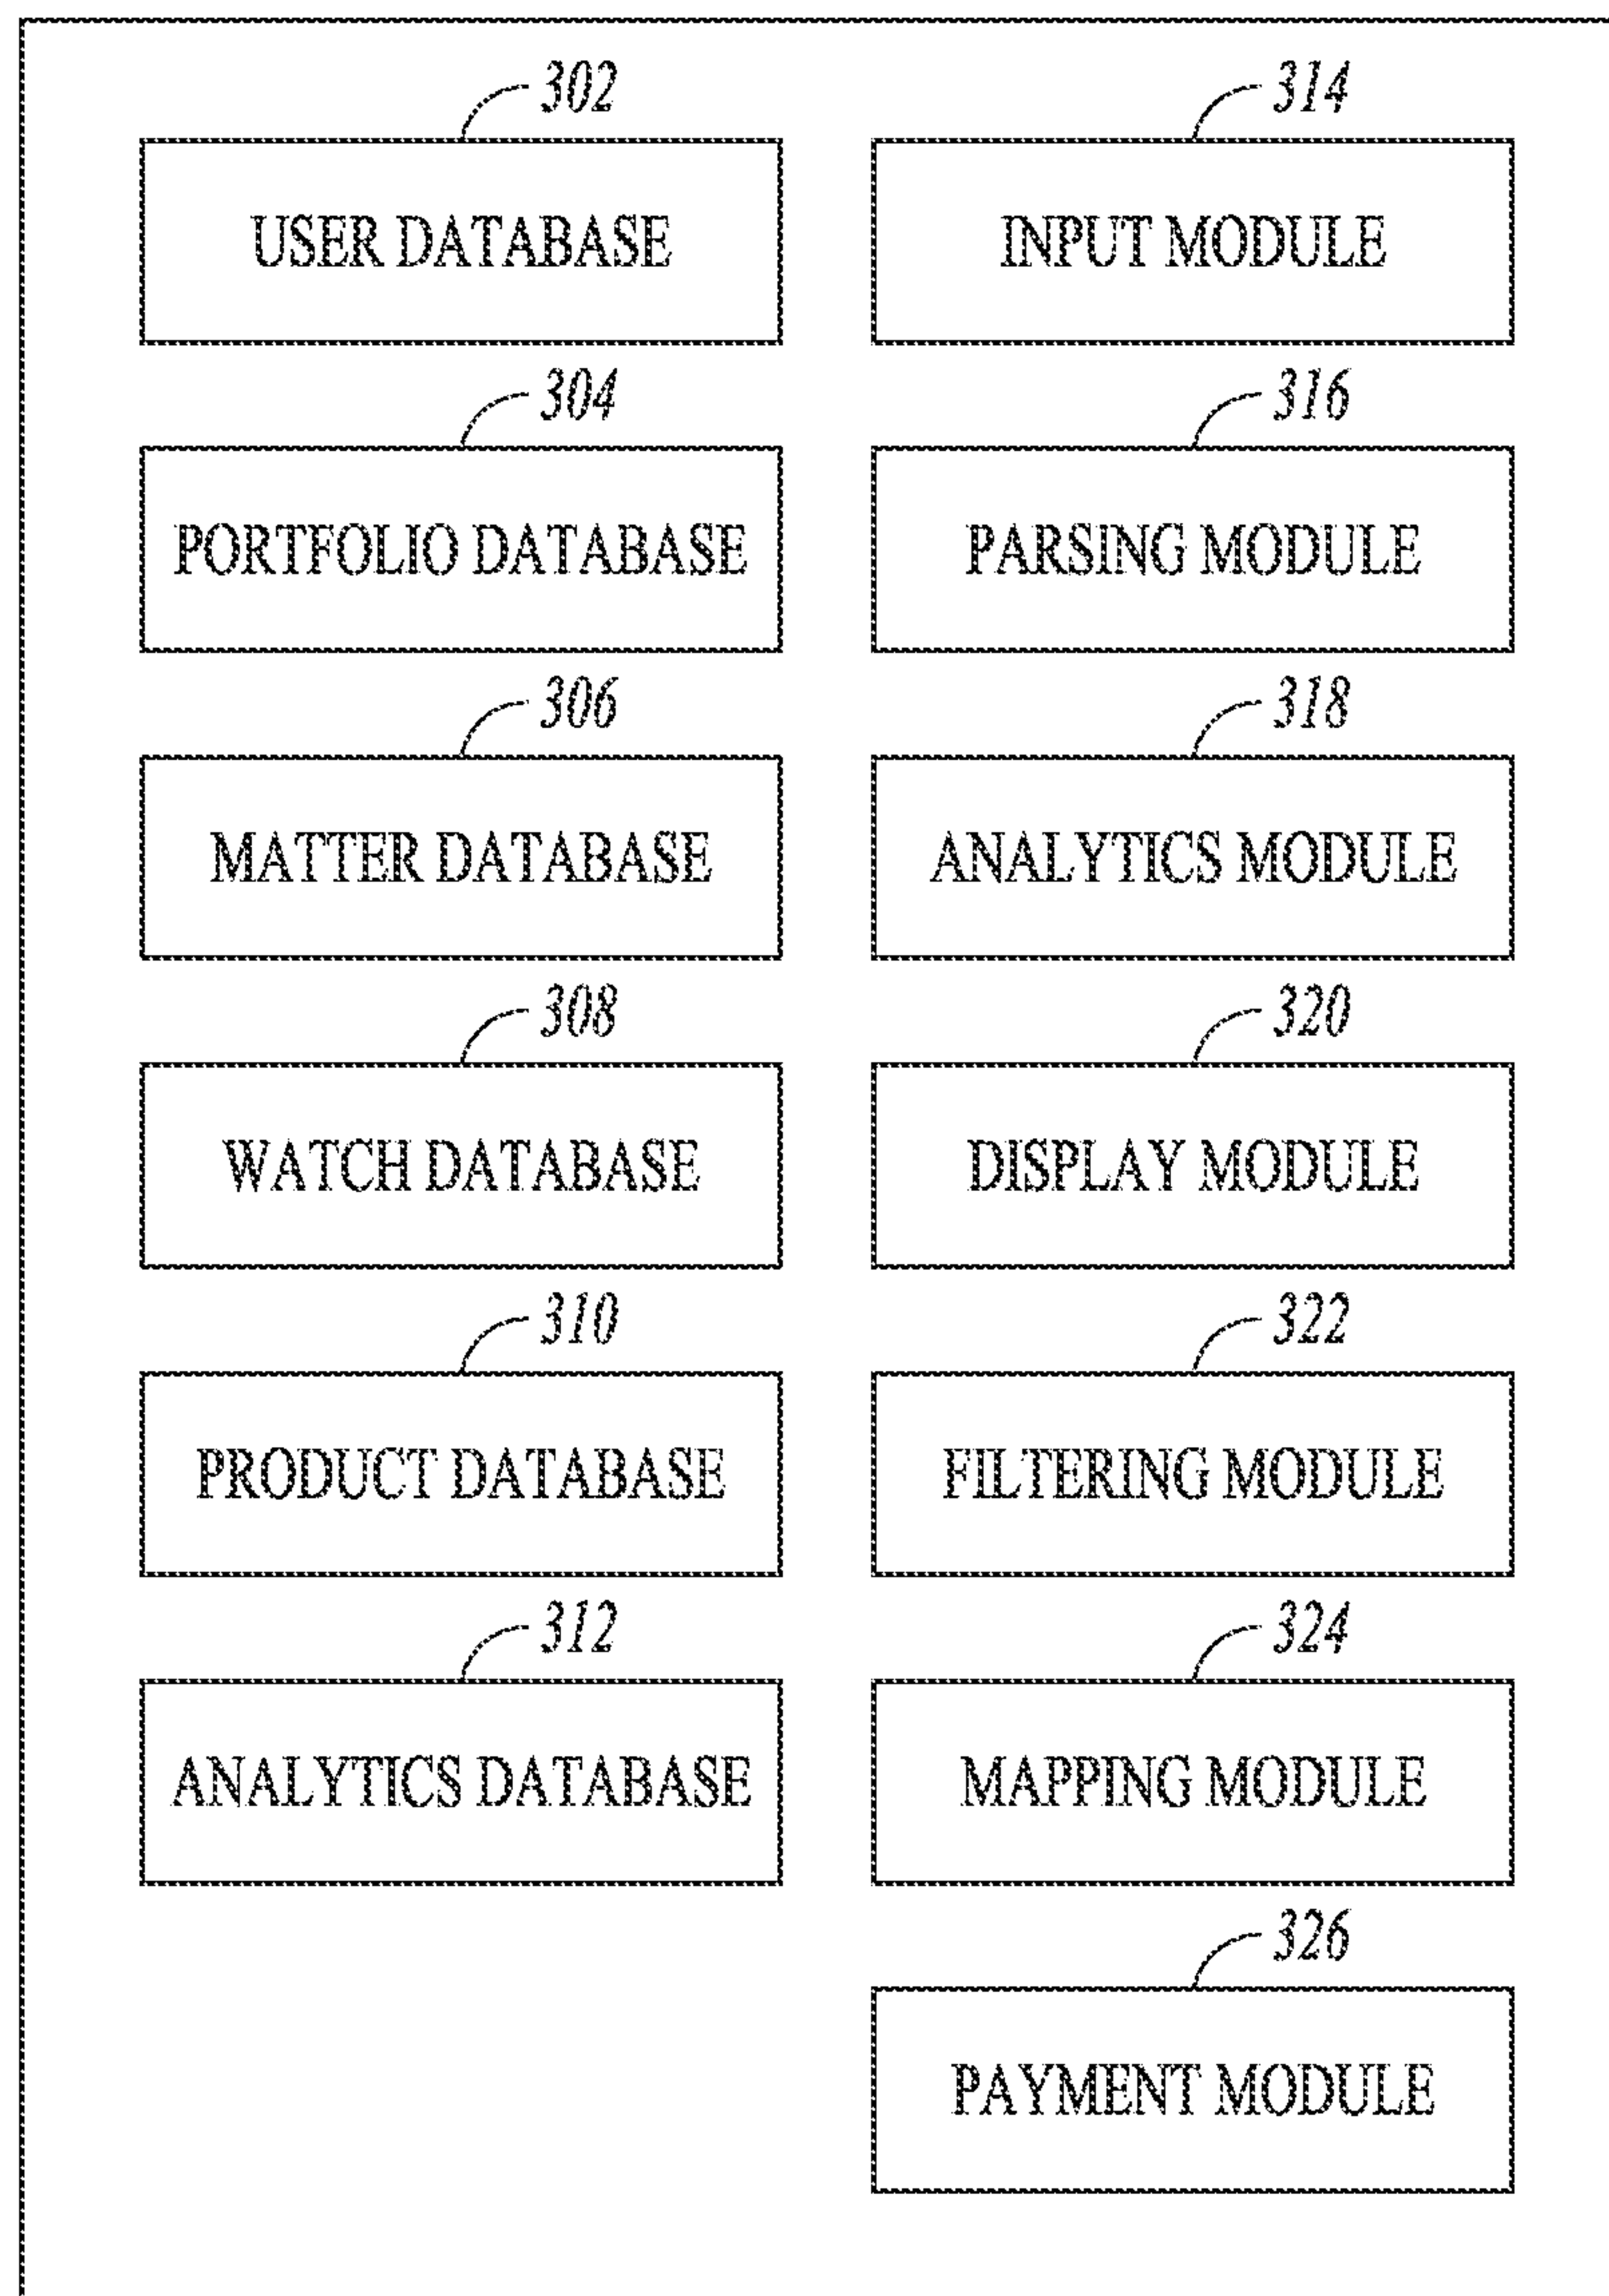 302
USER DATABASE
304
PORTFOLIO DATABASE
306
MATTER DATABASE
308
WATCH DATABASE
310
PRODUCT DATABASE
312
ANALYTICS DATABASE
314
INPUT MODULE
316
PARSING MODULE
318
ANALYTICS MODULE
320
DISPLAY MODULE
322
FILTERING MODULE
324
MAPPING MODULE
326
PAYMENT MODULE